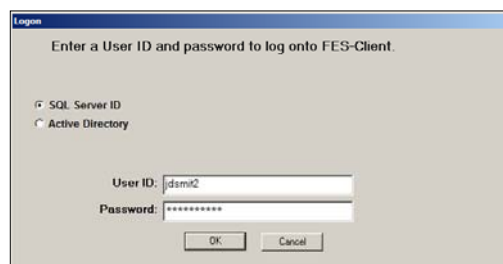 Logon
Enter a User ID and password to log onto FES-Client.
SQL Server ID
Active Directory
User ID: jdsmit2
Password: **********
OK Cancel